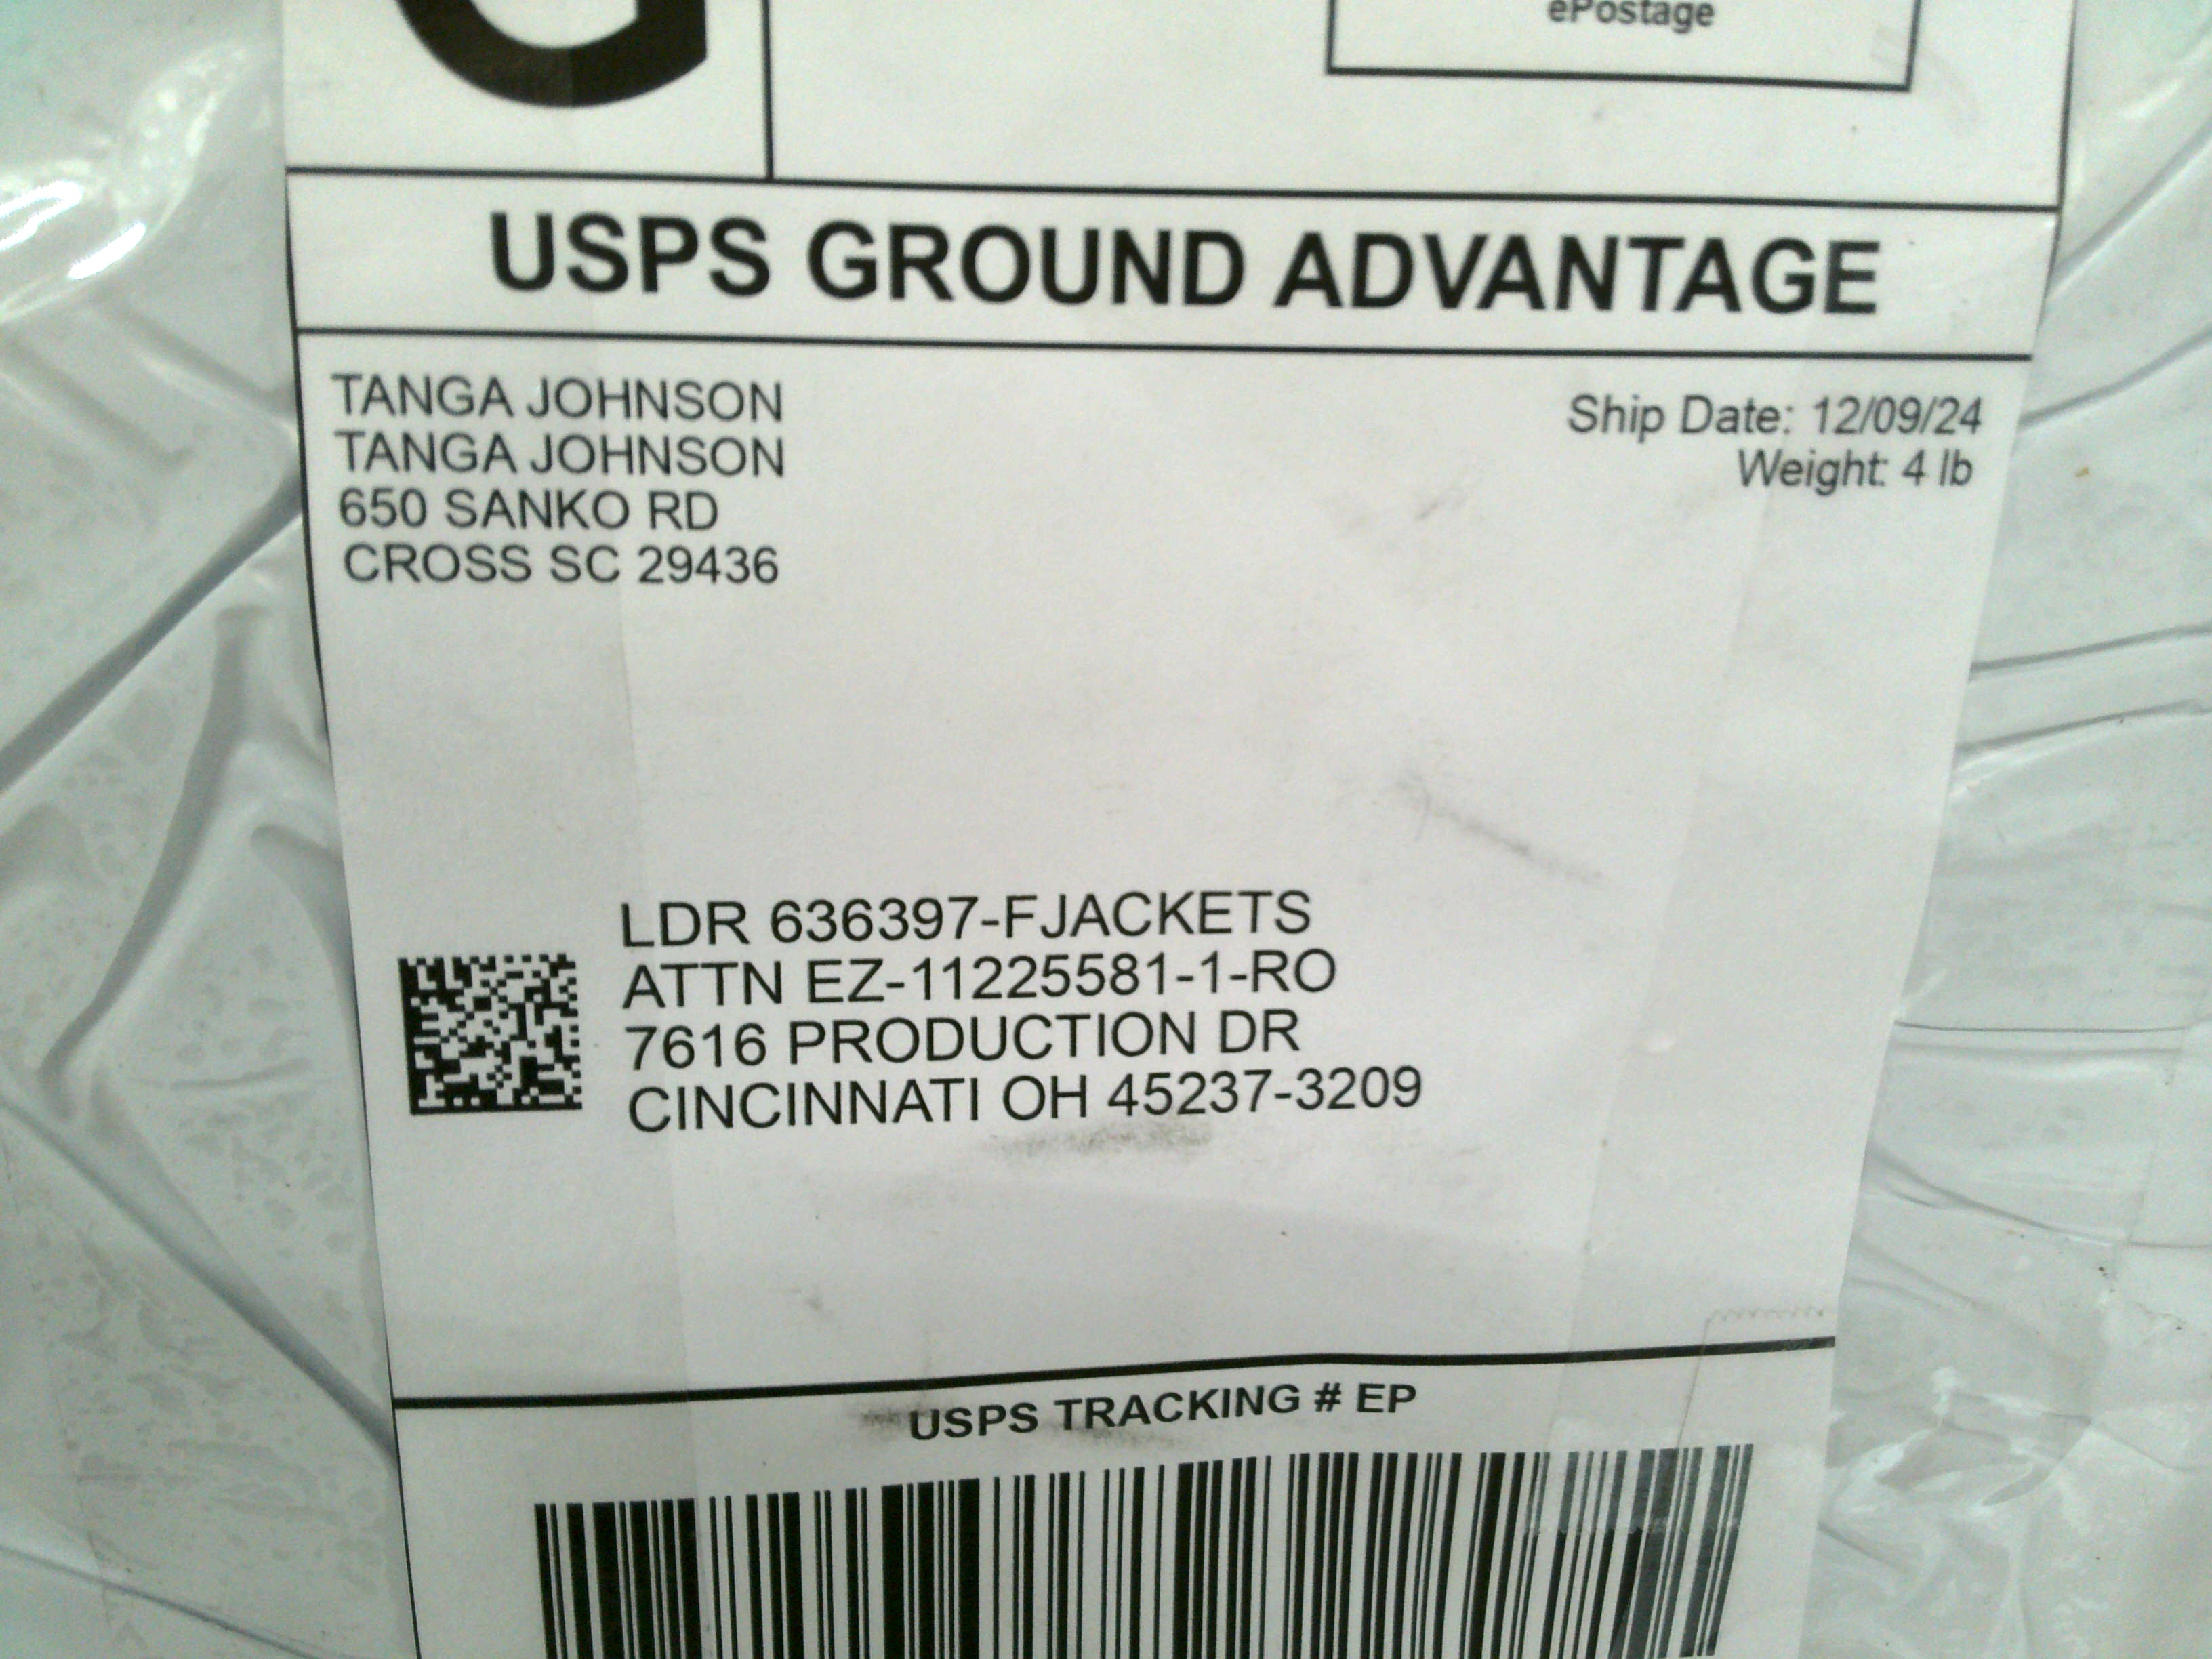 G
ePostage
USPS GROUND ADVANTAGE
TANGA JOHNSON
TANGA JOHNSON
650 SANKO RD
CROSS SC 29436
Ship Date: 12/09/24
Weight: 4 lb
LDR 636397-FJACKETS
ATTN EZ-11225581-1-RO
7616 PRODUCTION DR
CINCINNATI OH 45237-3209
USPS TRACKING # EP